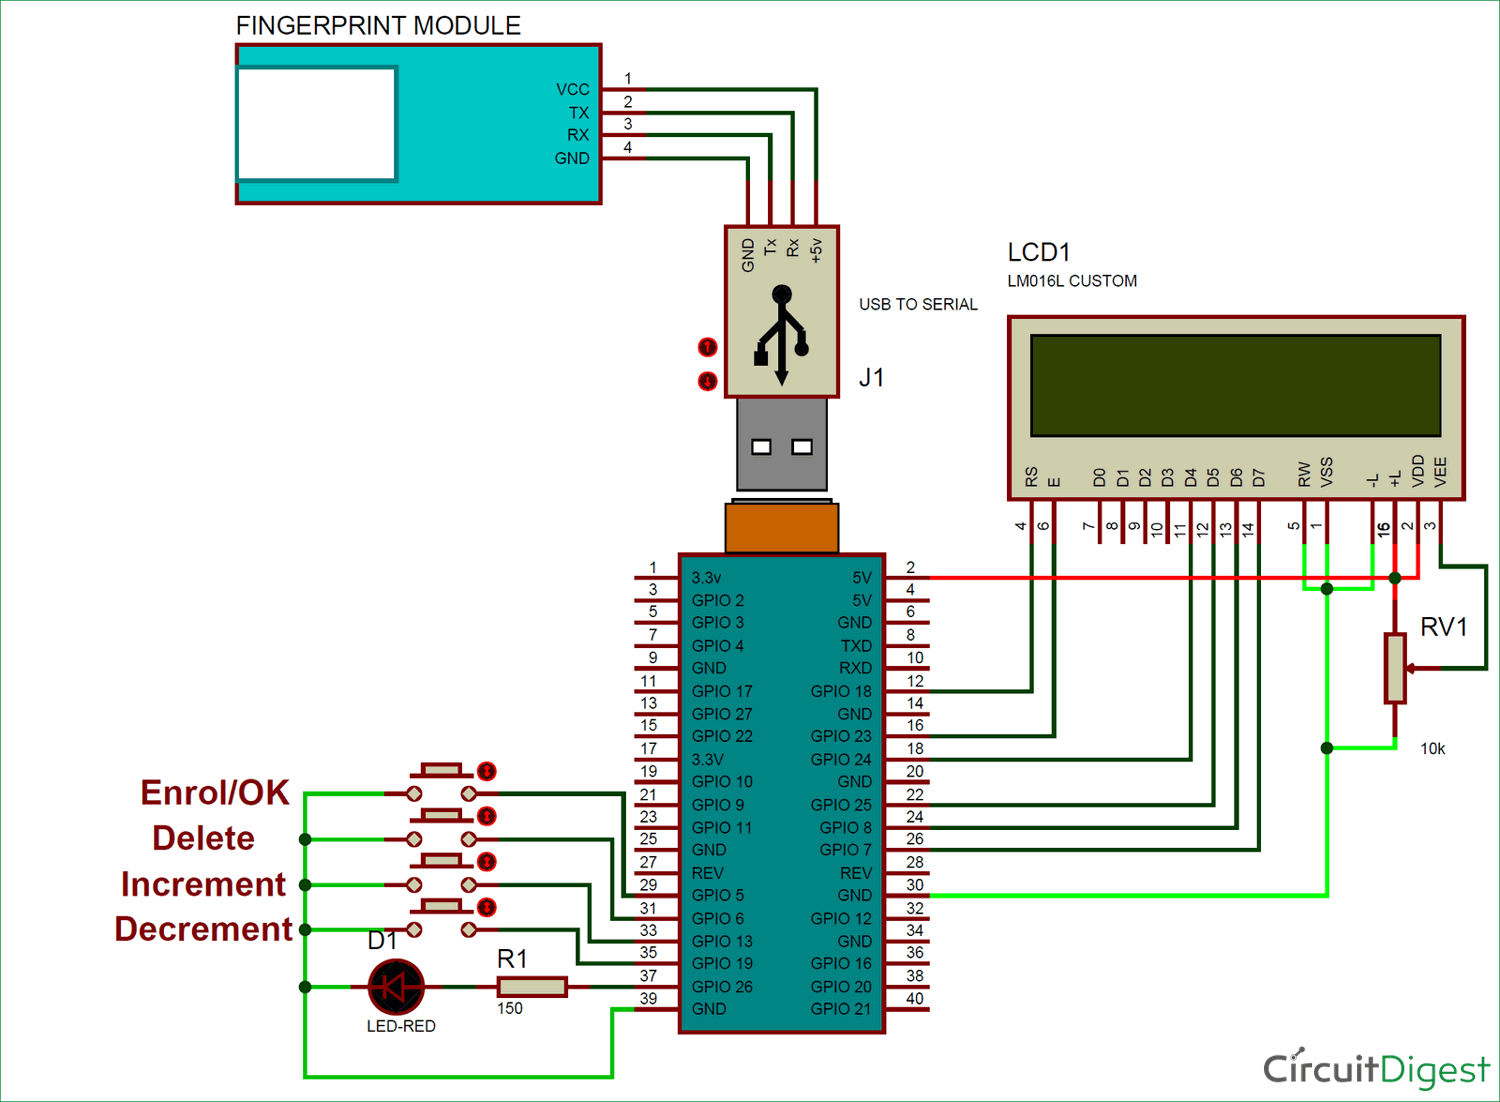 FINGERPRINT MODULE
VCC 1
TX 2
RX 3
GND 4
GND Tx Rx +5v
USB TO SERIAL
J1
LCD1
LM016L CUSTOM
RS E D0 D1 D2 D3 D4 D5 D6 D7 RW VSS -L +L VDD VEE
4 6 7 8 9 10 11 12 13 14 5 1 2 3
RV1
10k
1 3.3v 5V 2
3 GPIO 2 5V 4
5 GPIO 3 GND 6
7 GPIO 4 TXD 8
9 GND RXD 10
11 GPIO 17 GPIO 18 12
13 GPIO 27 GND 14
15 GPIO 22 GPIO 23 16
17 3.3V GPIO 24 18
19 GPIO 10 GND 20
21 GPIO 9 GPIO 25 22
23 GPIO 11 GPIO 8 24
25 GND GPIO 7 26
27 REV REV 28
29 GPIO 5 GND 30
31 GPIO 6 GPIO 12 32
33 GPIO 13 GND 34
35 GPIO 19 GPIO 16 36
37 GPIO 26 GPIO 20 38
39 GND GPIO 21 40
Enrol/OK
Delete
Increment
Decrement
D1
LED-RED
R1
150
CircuitDigest